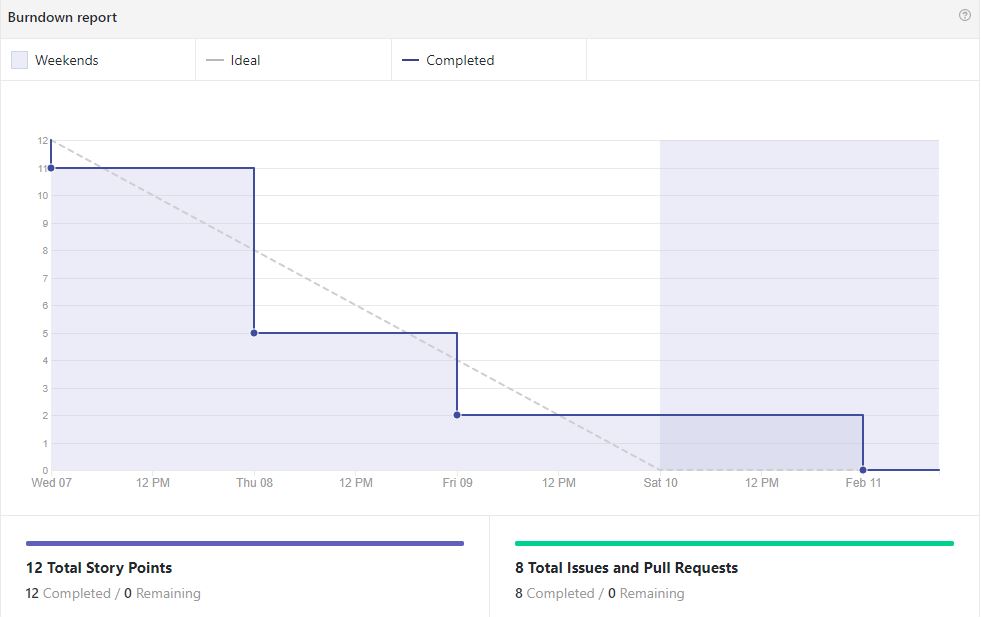 Burndown report
Weekends
Ideal
Completed
12
11
10
9
8
7
6
5
4
3
2
1
0
Wed 07 12 PM Thu 08 12 PM Fri 09 12 PM Sat 10 12 PM Feb 11
12 Total Story Points
12 Completed / 0 Remaining
8 Total Issues and Pull Requests
8 Completed / 0 Remaining